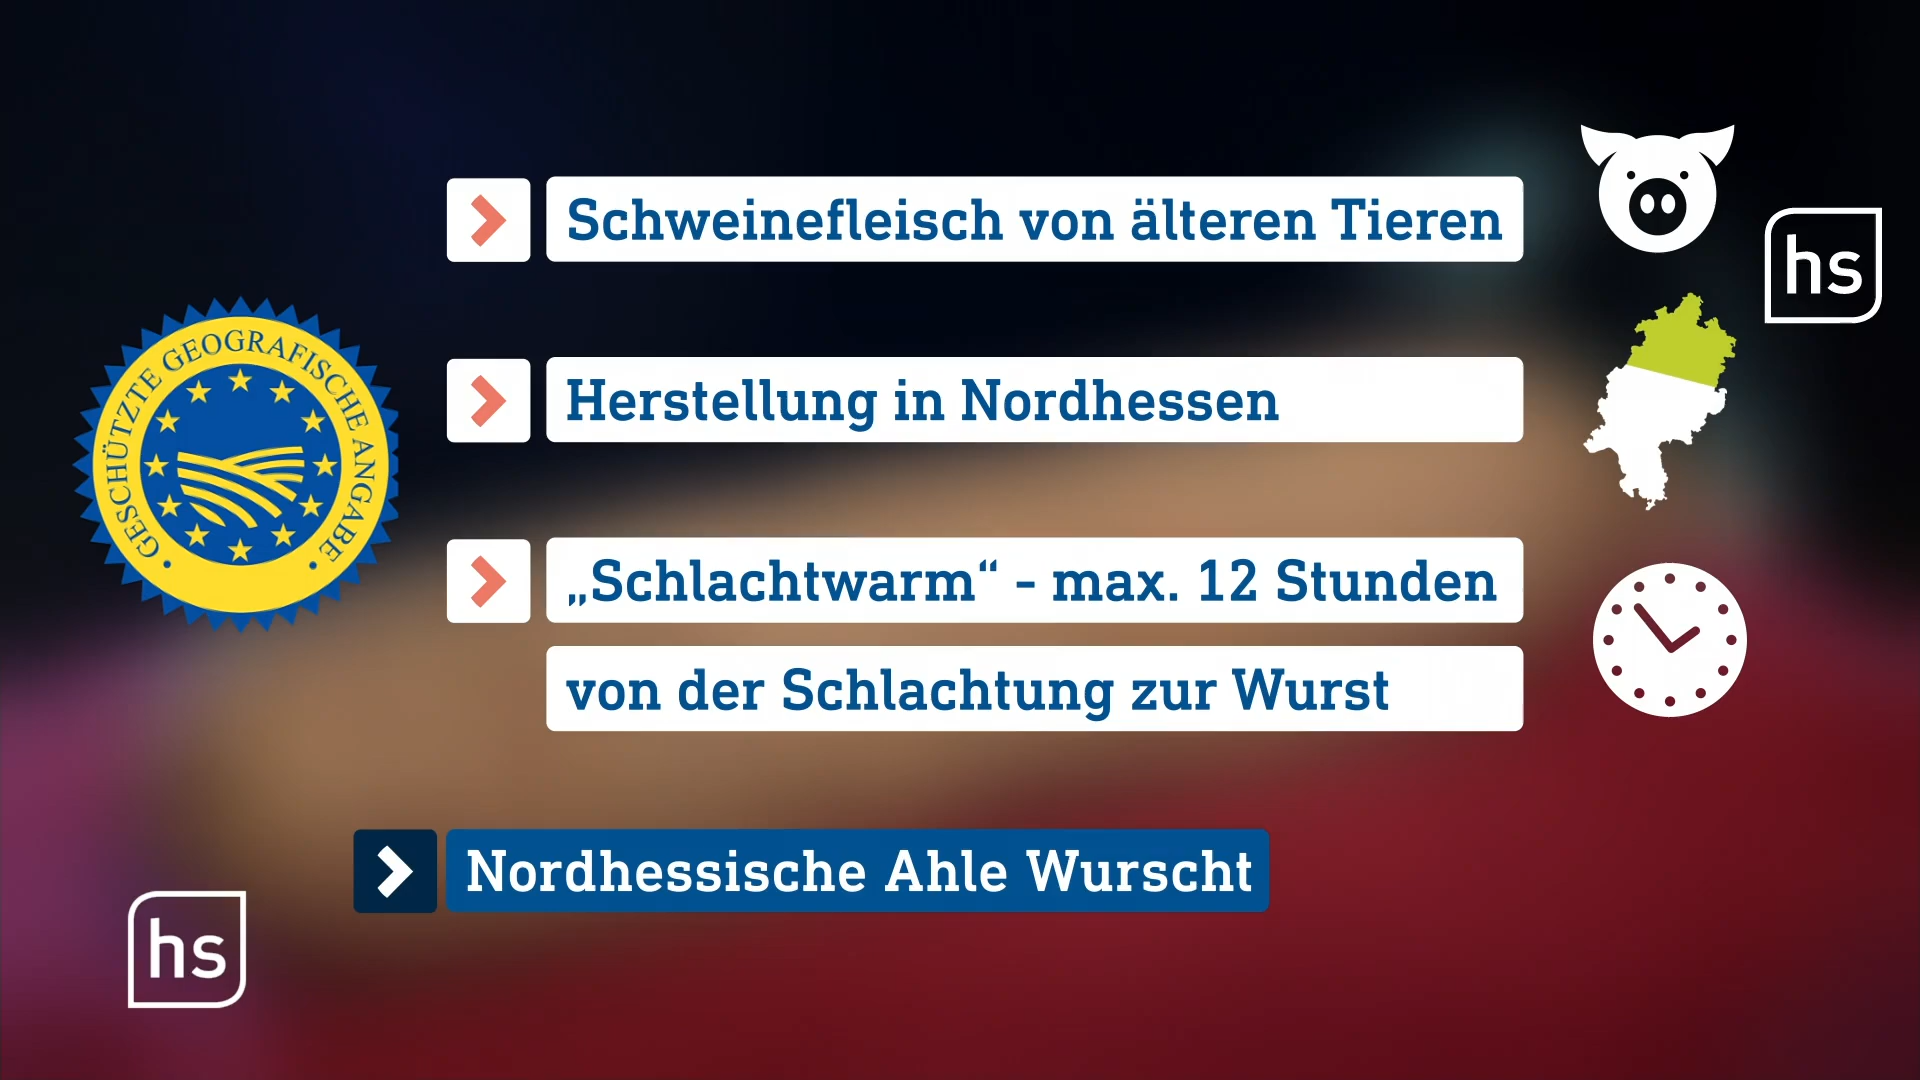 Schweinefleisch von älteren Tieren
hs
GESCHÜTZTE GEOGRAFISCHE ANGABE
Herstellung in Nordhessen
„Schlachtwarm“ - max. 12 Stunden
von der Schlachtung zur Wurst
Nordhessische Ahle Wurscht
hs